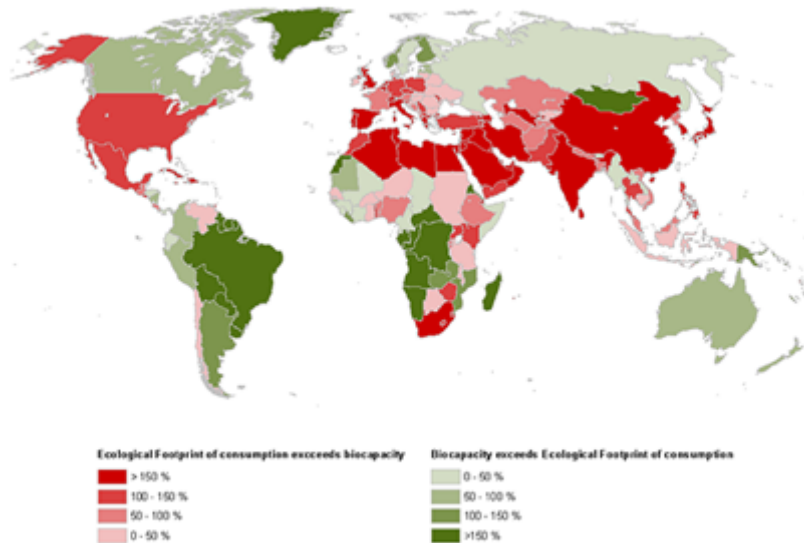 Ecological Footprint of consumption excceeds biocapacity
> 150 %
100 - 150 %
50 - 100 %
0 - 50 %
Biocapacity exceeds Ecological Footprint of consumption
0 - 50 %
50 - 100 %
100 - 150 %
>150 %